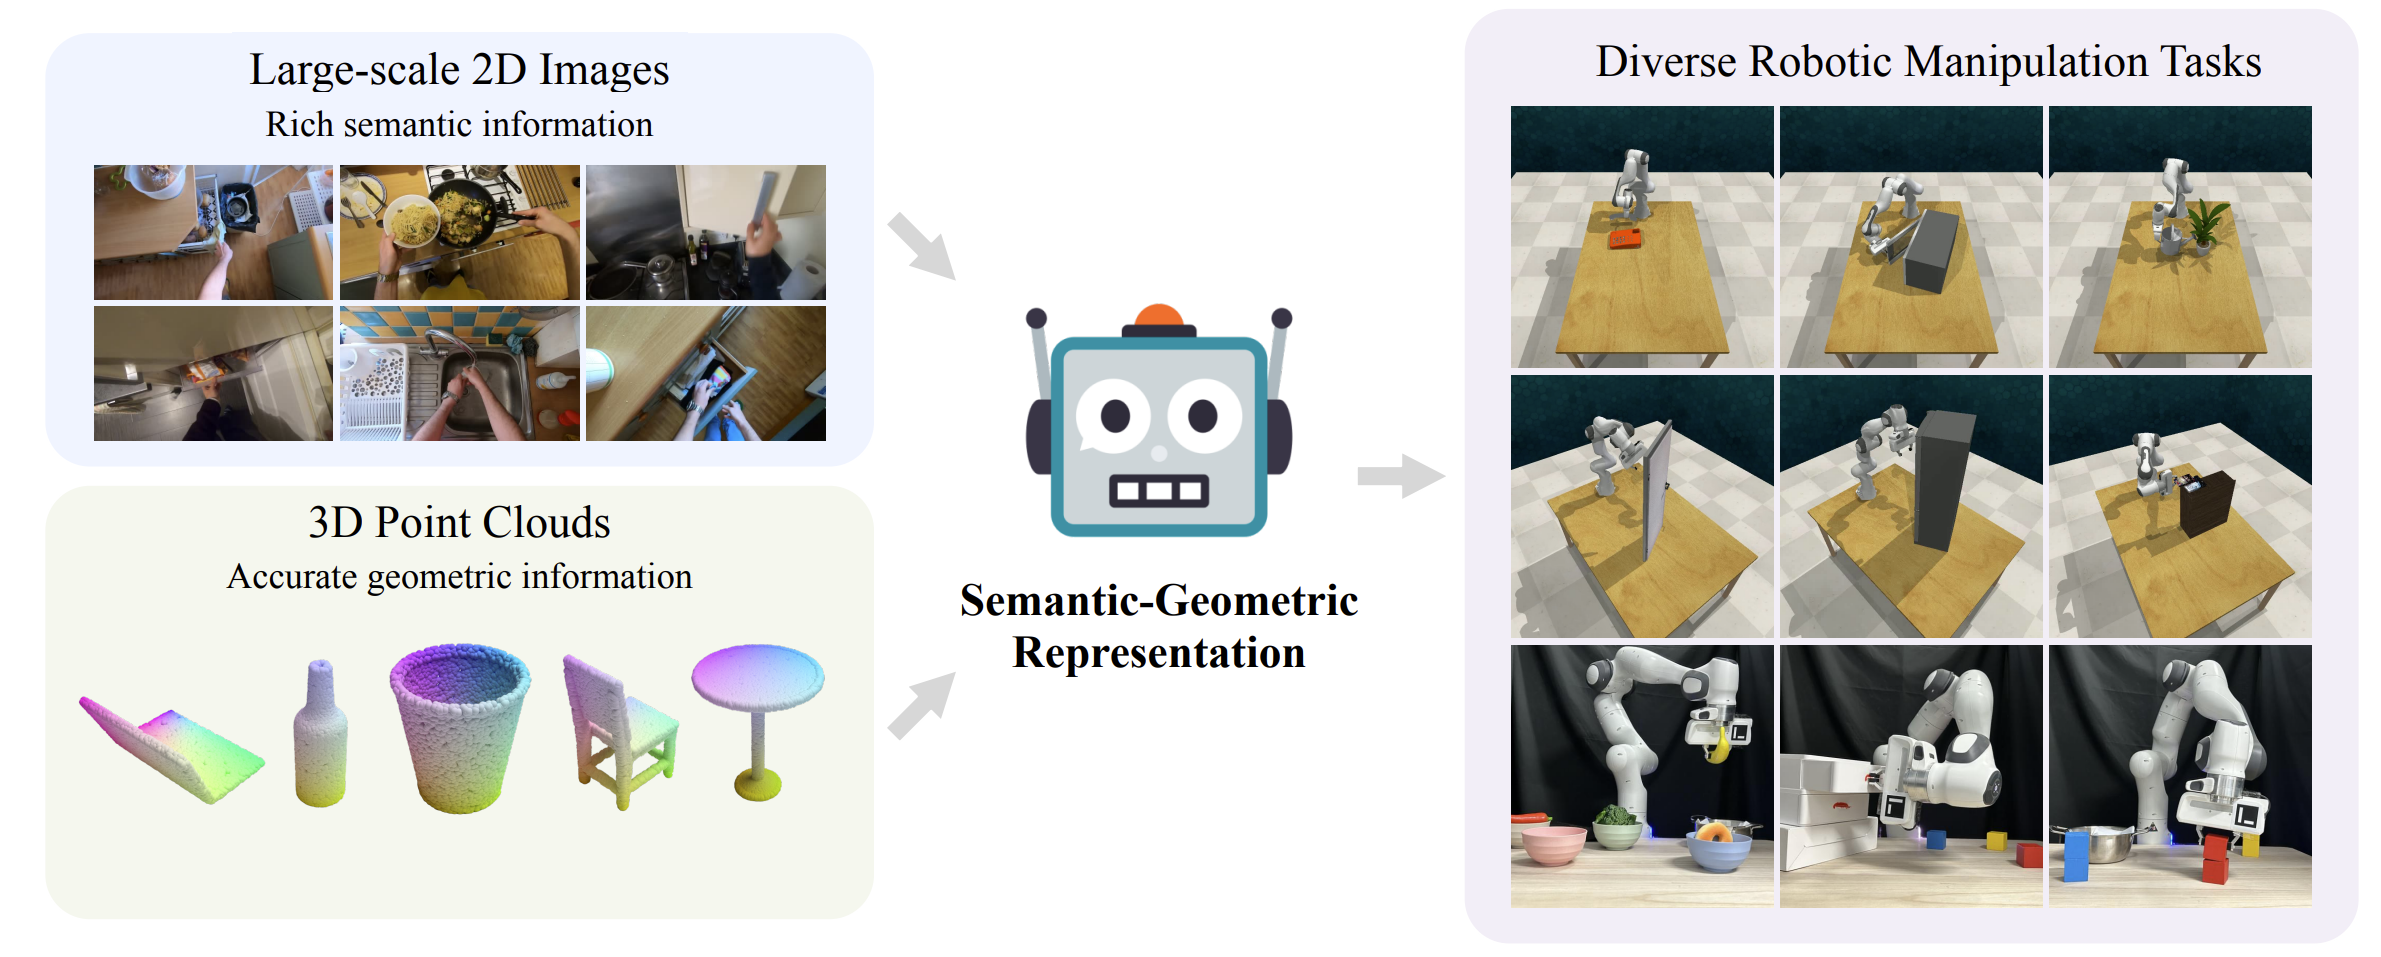 Large-scale 2D Images
Rich semantic information
3D Point Clouds
Accurate geometric information
Semantic-Geometric
Representation
Diverse Robotic Manipulation Tasks